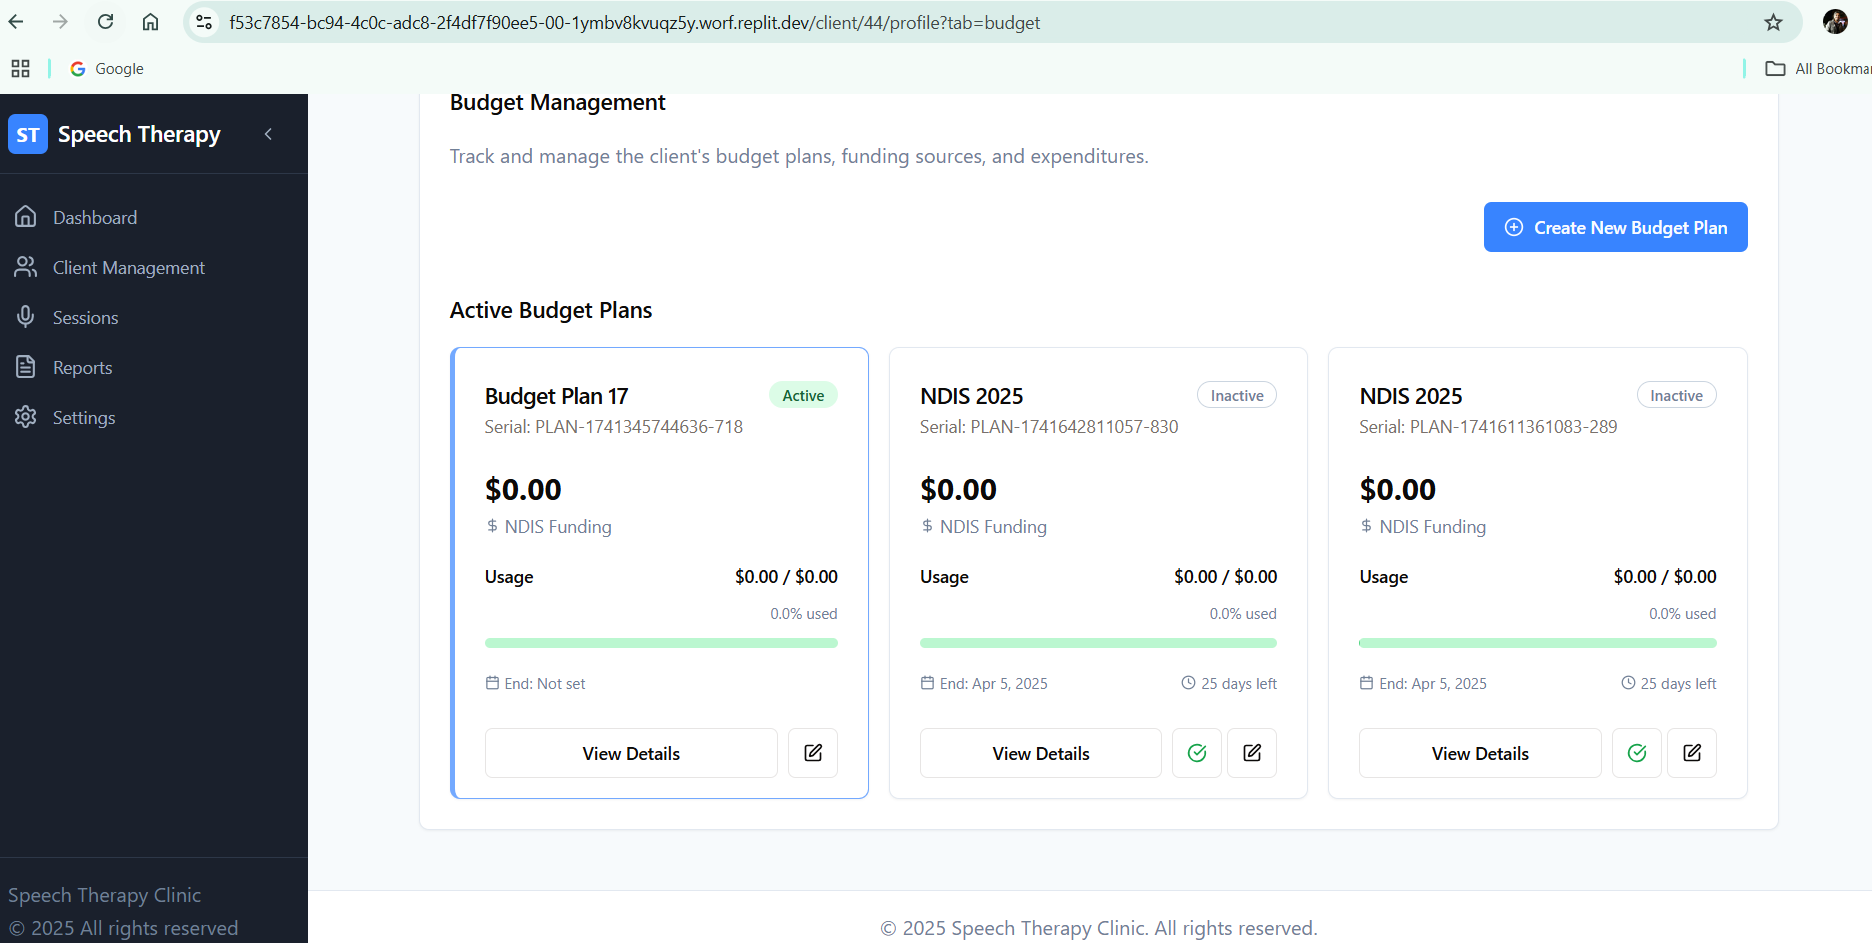 f53c7854-bc94-4c0c-adc8-2f4df7f90ee5-00-1ymbv8kvuqz5y.worf.replit.dev/client/44/profile?tab=budget
Google
All Bookmar
ST Speech Therapy
Dashboard
Client Management
Sessions
Reports
Settings
Speech Therapy Clinic
© 2025 All rights reserved
Budget Management
Track and manage the client's budget plans, funding sources, and expenditures.
Create New Budget Plan
Active Budget Plans
Budget Plan 17 Active
Serial: PLAN-1741345744636-718
$0.00
$ NDIS Funding
Usage $0.00 / $0.00
0.0% used
End: Not set
View Details
NDIS 2025 Inactive
Serial: PLAN-1741642811057-830
$0.00
$ NDIS Funding
Usage $0.00 / $0.00
0.0% used
End: Apr 5, 2025 25 days left
View Details
NDIS 2025 Inactive
Serial: PLAN-1741611361083-289
$0.00
$ NDIS Funding
Usage $0.00 / $0.00
0.0% used
End: Apr 5, 2025 25 days left
View Details
© 2025 Speech Therapy Clinic. All rights reserved.